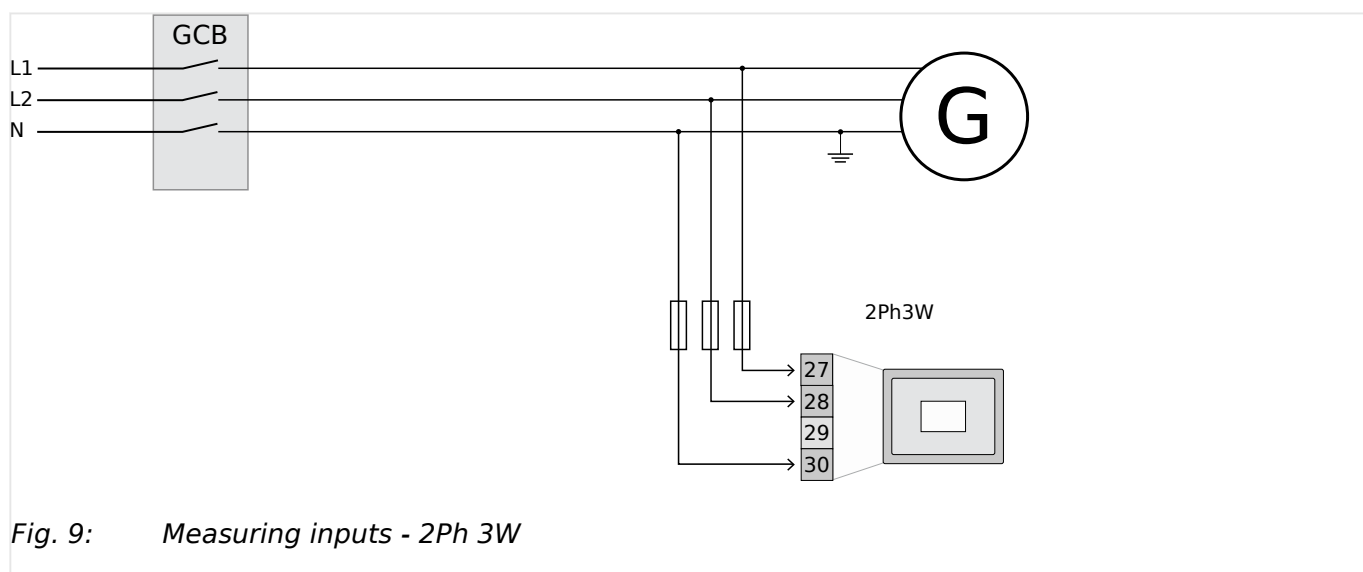 GCB
L1
L2
N
G
2Ph3W
27
28
29
30
Fig. 9: Measuring inputs - 2Ph 3W